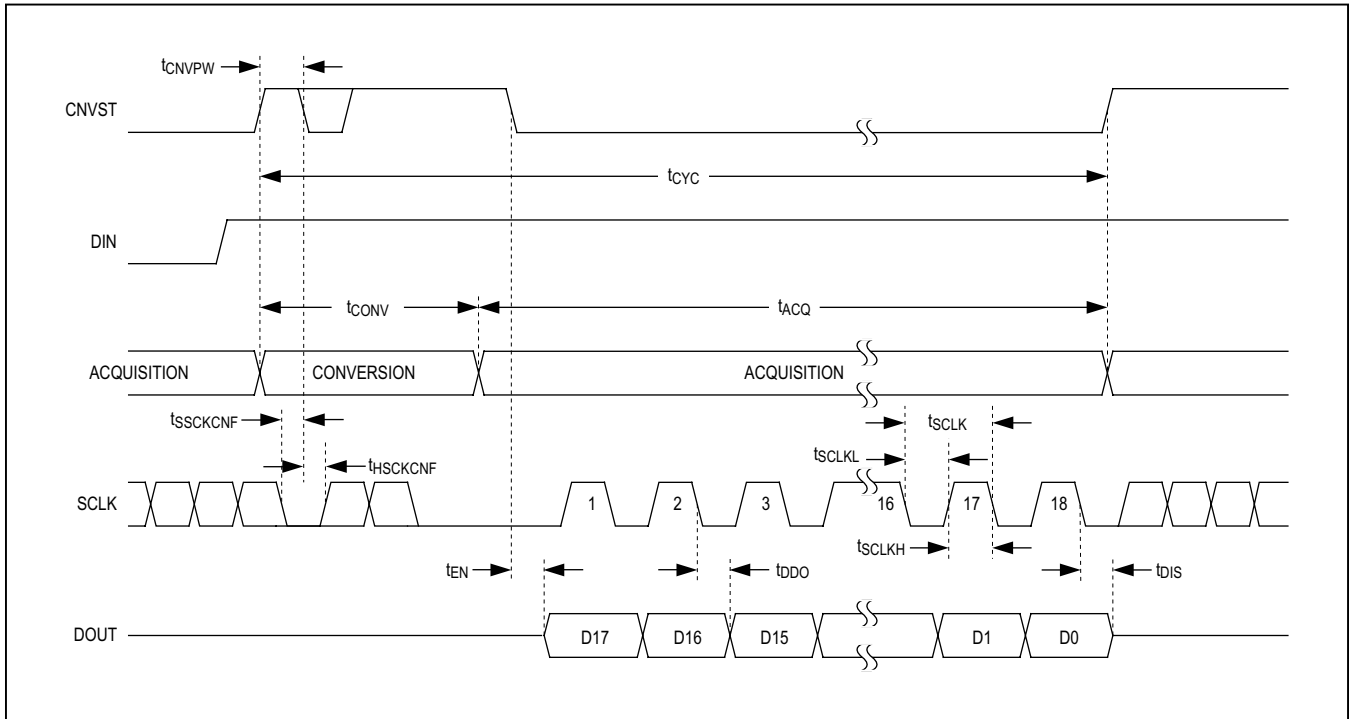 tCNVPW
CNVST
tCYC
DIN
tCONV
tACQ
ACQUISITION
CONVERSION
ACQUISITION
tSSCKCNF
tSCLK
tHSCKCNF
tSCLKL
SCLK
1
2
3
16
17
18
tSCLKH
tEN
tDDO
tDIS
DOUT
D17
D16
D15
D1
D0